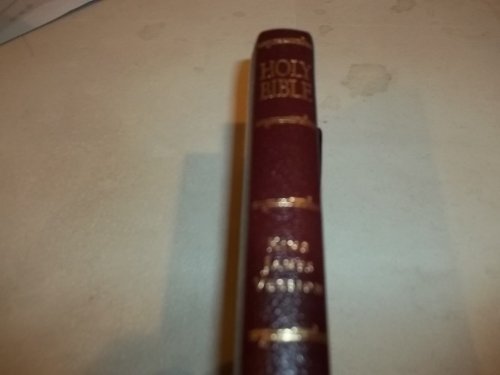 HOLY
BIBLE
KING
JAMES
VERSION